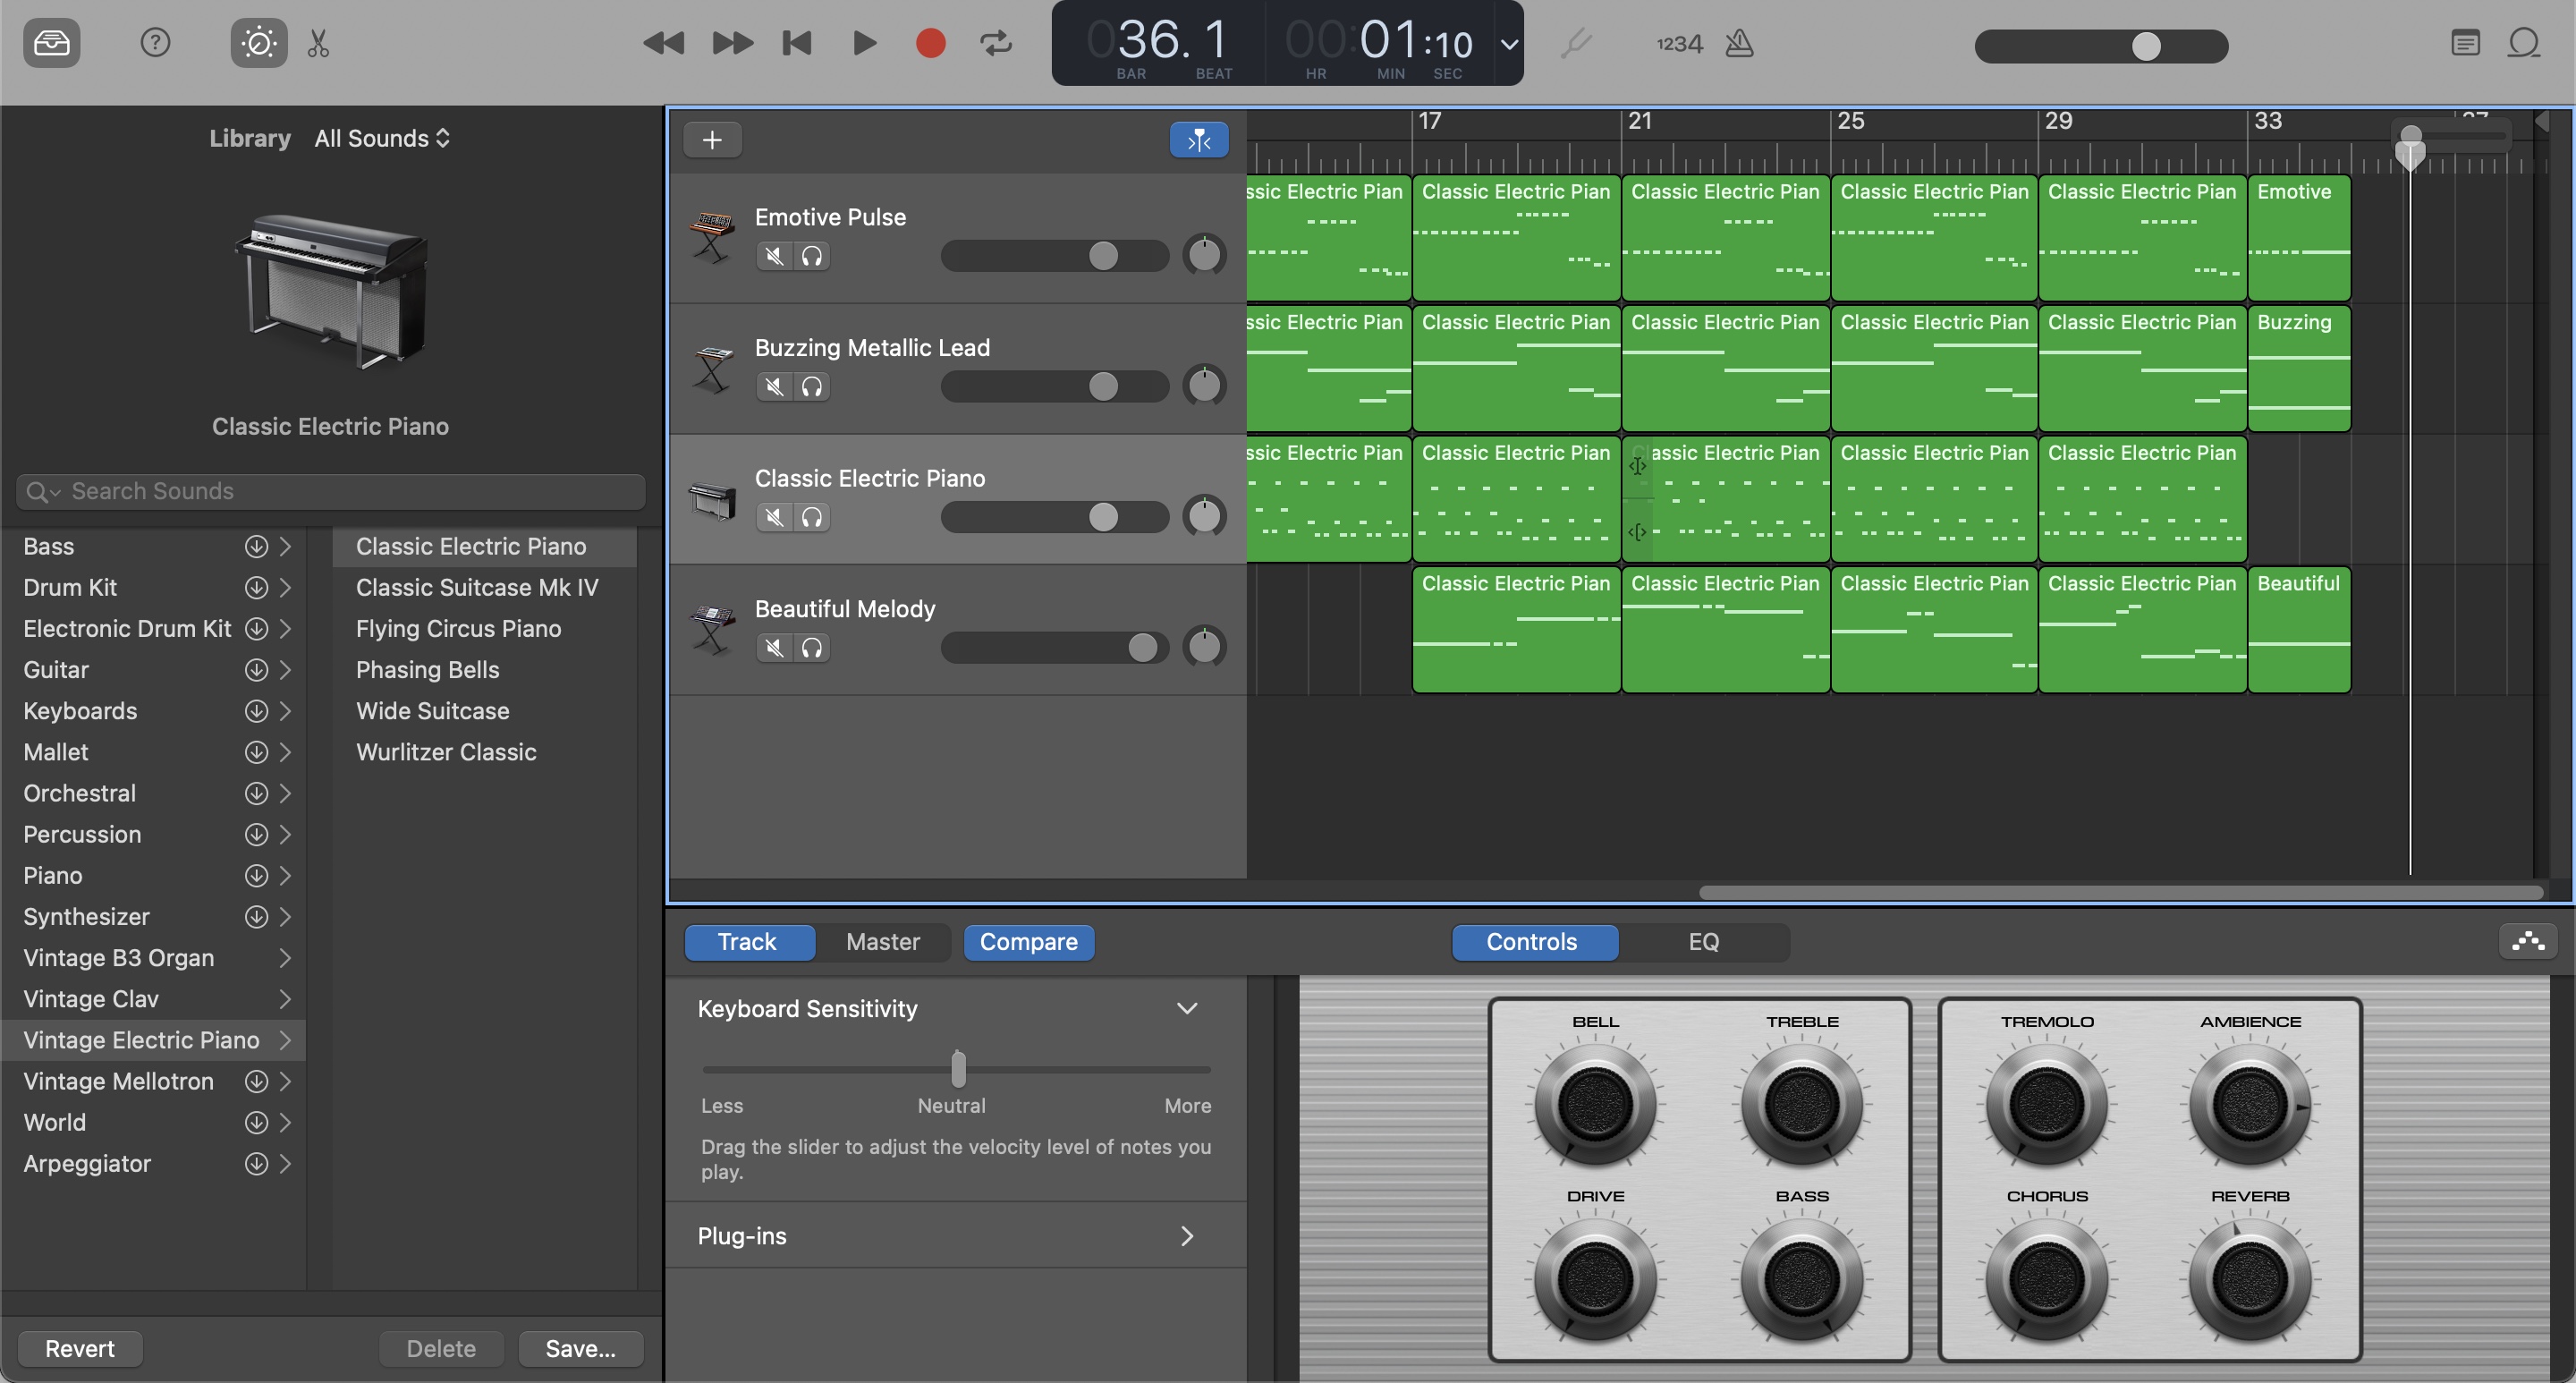 036. 1
BAR BEAT
00:01:10
HR MIN SEC
1234
Library All Sounds
Classic Electric Piano
Search Sounds
Bass
Drum Kit
Electronic Drum Kit
Guitar
Keyboards
Mallet
Orchestral
Percussion
Piano
Synthesizer
Vintage B3 Organ
Vintage Clav
Vintage Electric Piano
Vintage Mellotron
World
Arpeggiator
Classic Electric Piano
Classic Suitcase Mk IV
Flying Circus Piano
Phasing Bells
Wide Suitcase
Wurlitzer Classic
Revert Delete Save...
17 21 25 29 33
Emotive Pulse
ssic Electric Pian Classic Electric Pian Classic Electric Pian Classic Electric Pian Classic Electric Pian Emotive
Buzzing Metallic Lead
ssic Electric Pian Classic Electric Pian Classic Electric Pian Classic Electric Pian Classic Electric Pian Buzzing
Classic Electric Piano
ssic Electric Pian Classic Electric Pian Classic Electric Pian Classic Electric Pian Classic Electric Pian
Beautiful Melody
Classic Electric Pian Classic Electric Pian Classic Electric Pian Classic Electric Pian Beautiful
Track Master Compare Controls EQ
Keyboard Sensitivity
Less Neutral More
Drag the slider to adjust the velocity level of notes you
play.
Plug-ins
BELL TREBLE TREMOLO AMBIENCE
DRIVE BASS CHORUS REVERB